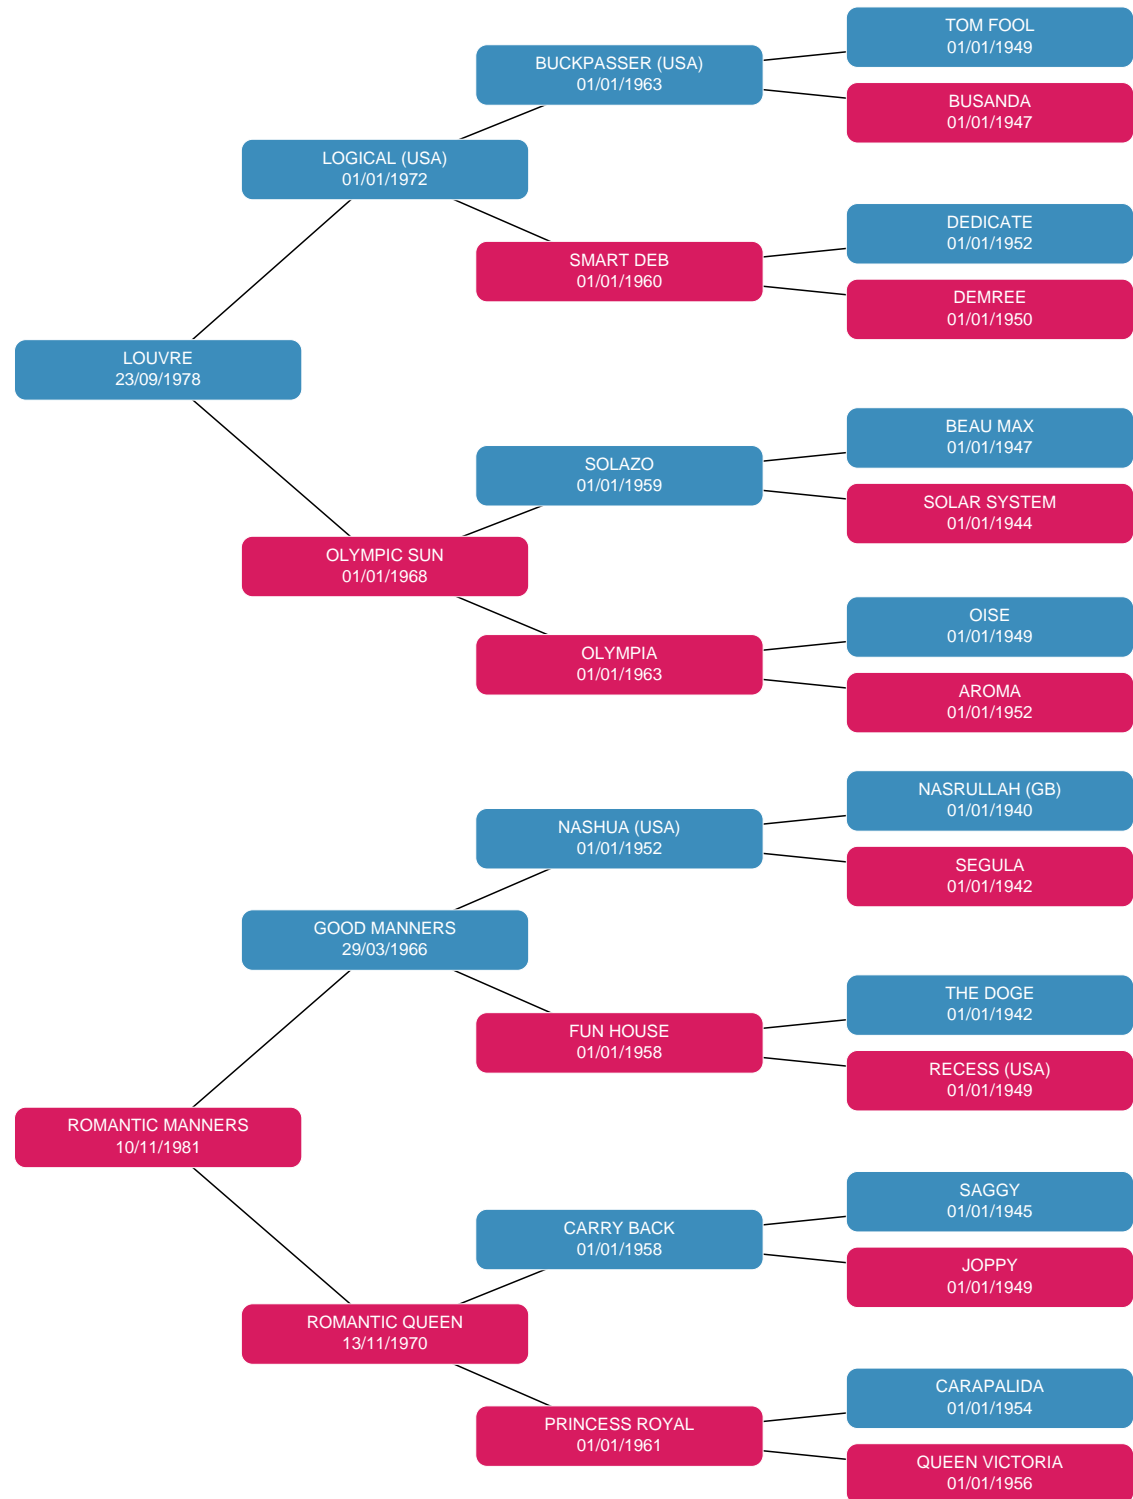 TOM FOOL
01/01/1949
BUCKPASSER (USA)
01/01/1963
BUSANDA
01/01/1947
LOGICAL (USA)
01/01/1972
DEDICATE
01/01/1952
SMART DEB
01/01/1960
DEMREE
01/01/1950
LOUVRE
23/09/1978
BEAU MAX
01/01/1947
SOLAZO
01/01/1959
SOLAR SYSTEM
01/01/1944
OLYMPIC SUN
01/01/1968
OISE
01/01/1949
OLYMPIA
01/01/1963
AROMA
01/01/1952
NASRULLAH (GB)
01/01/1940
NASHUA (USA)
01/01/1952
SEGULA
01/01/1942
GOOD MANNERS
29/03/1966
THE DOGE
01/01/1942
FUN HOUSE
01/01/1958
RECESS (USA)
01/01/1949
ROMANTIC MANNERS
10/11/1981
SAGGY
01/01/1945
CARRY BACK
01/01/1958
JOPPY
01/01/1949
ROMANTIC QUEEN
13/11/1970
CARAPALIDA
01/01/1954
PRINCESS ROYAL
01/01/1961
QUEEN VICTORIA
01/01/1956